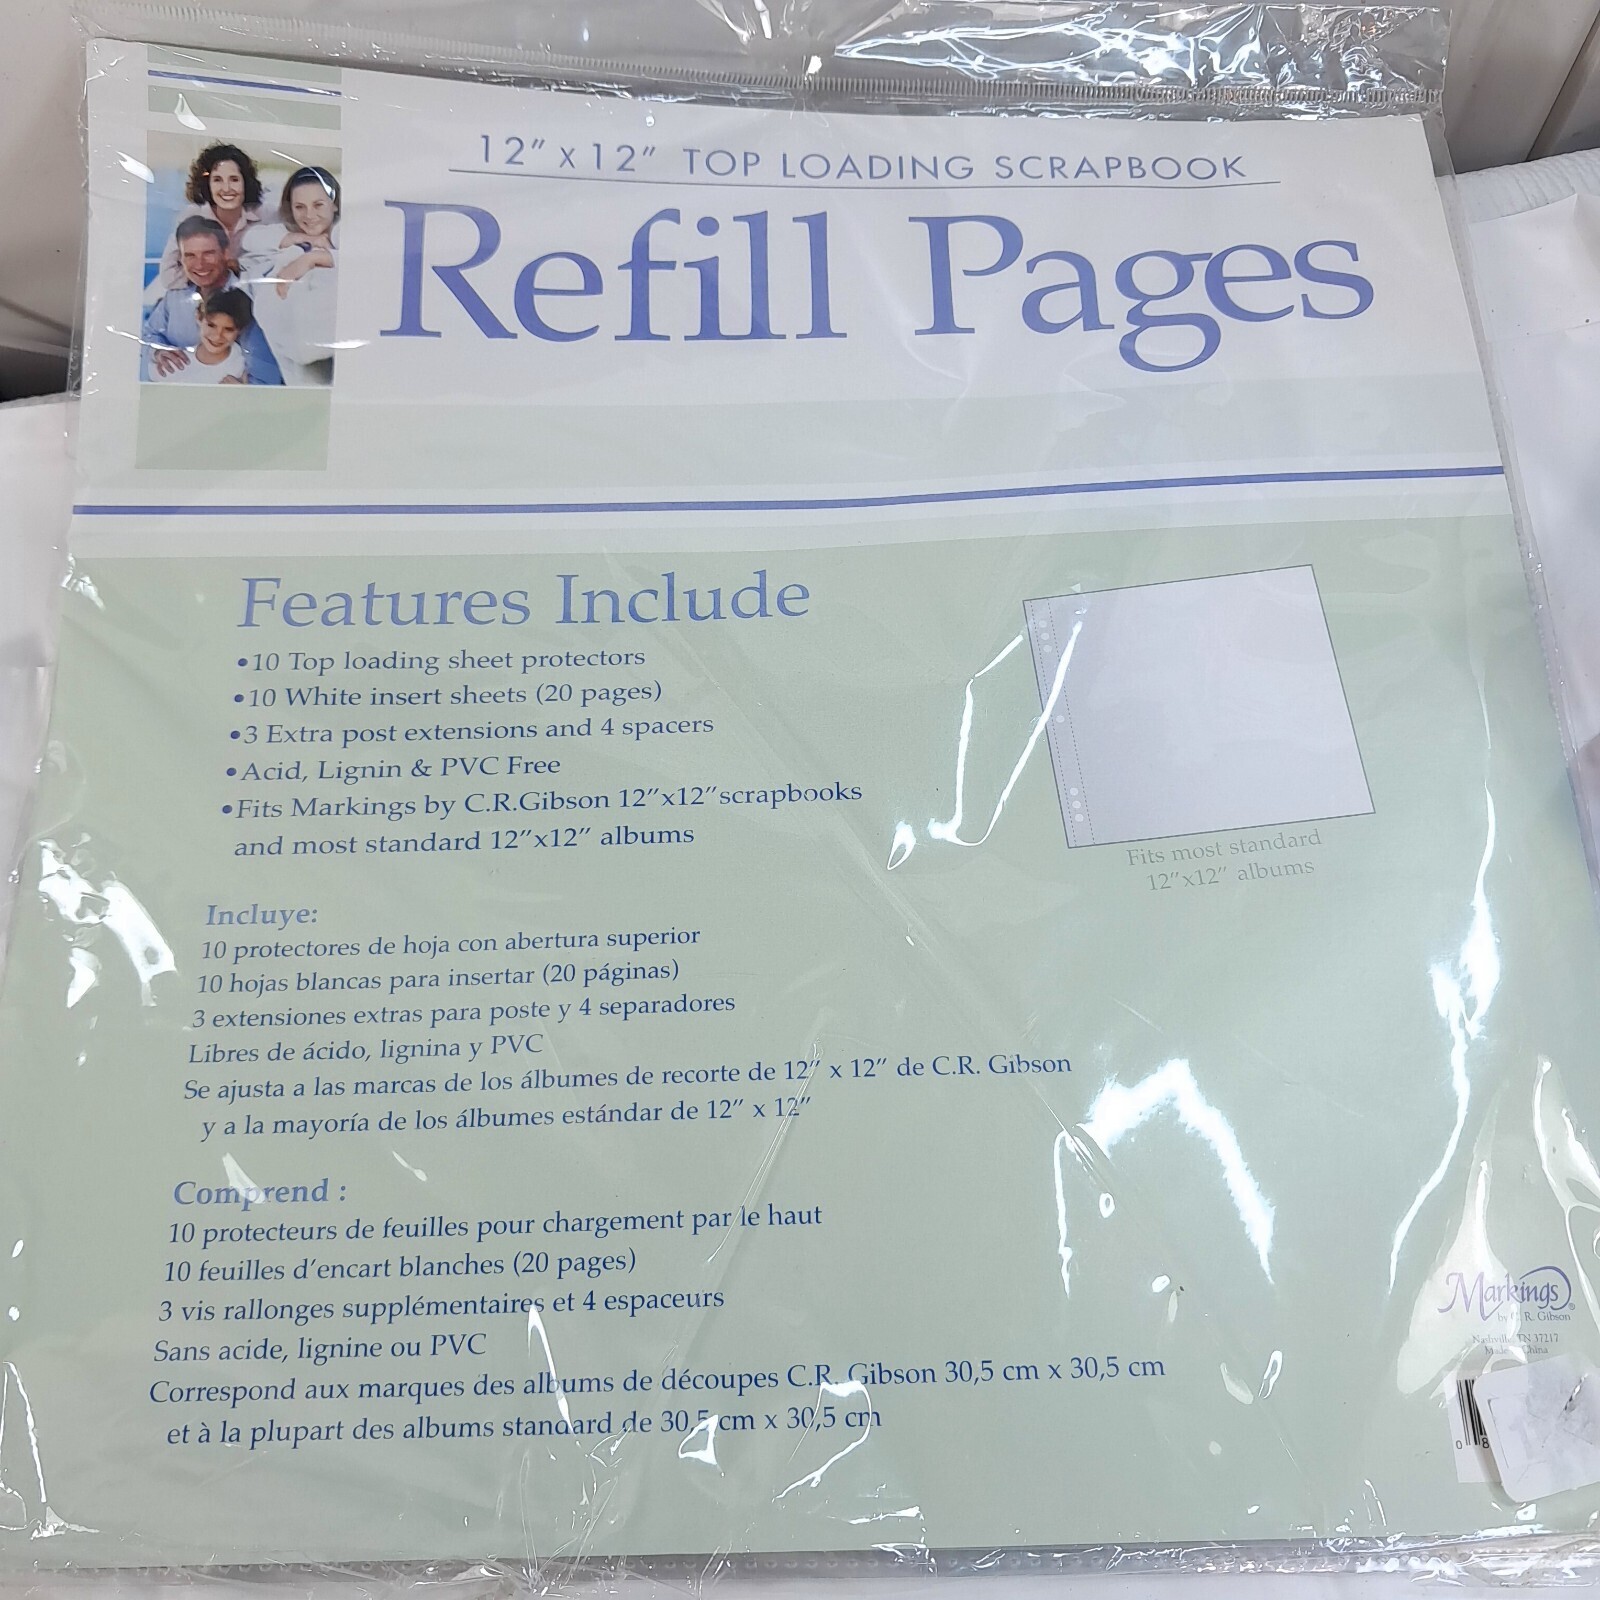 12" x 12" TOP LOADING SCRAPBOOK
Refill Pages
Features Include
•10 Top loading sheet protectors
•10 White insert sheets (20 pages)
•3 Extra post extensions and 4 spacers
•Acid, Lignin & PVC Free
•Fits Markings by C.R.Gibson 12"x12"scrapbooks
and most standard 12"x12" albums
Fits most standard
12"x12" albums
Incluye:
10 protectores de hoja con abertura superior
10 hojas blancas para insertar (20 páginas)
3 extensiones extras para poste y 4 separadores
Libres de ácido, lignina y PVC
Se ajusta a las marcas de los álbumes de recorte de 12" x 12" de C.R. Gibson
y a la mayoría de los álbumes estándar de 12" x 12"
Comprend :
10 protecteurs de feuilles pour chargement par le haut
10 feuilles d'encart blanches (20 pages)
3 vis rallonges supplémentaires et 4 espaceurs
Sans acide, lignine ou PVC
Correspond aux marques des albums de découpes C.R. Gibson 30,5 cm x 30,5 cm
et à la plupart des albums standard de 30,5 cm x 30,5 cm
Markings®
by C.R. Gibson
Nashville, TN 37217
China
0 8